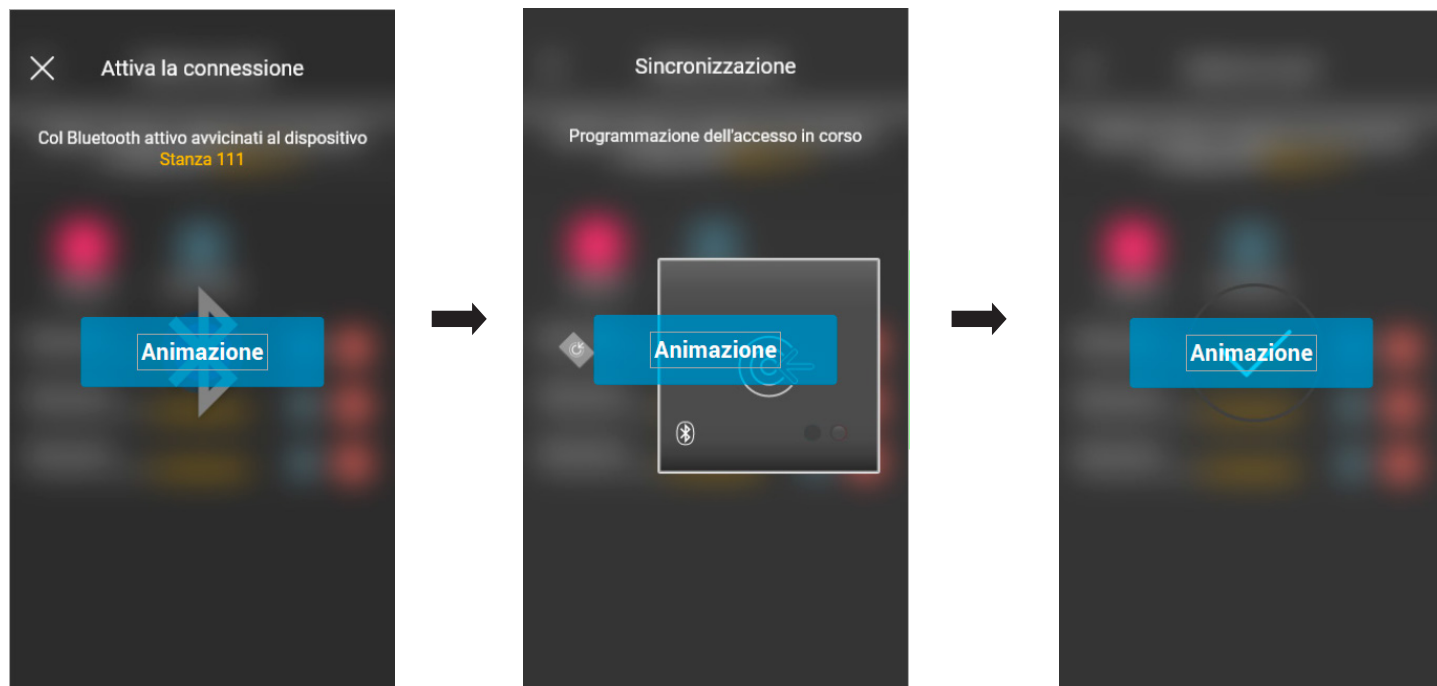 Attiva la connessione
Col Bluetooth attivo avvicinati al dispositivo
Stanza 111
Animazione
Sincronizzazione
Programmazione dell'accesso in corso
Animazione
Animazione